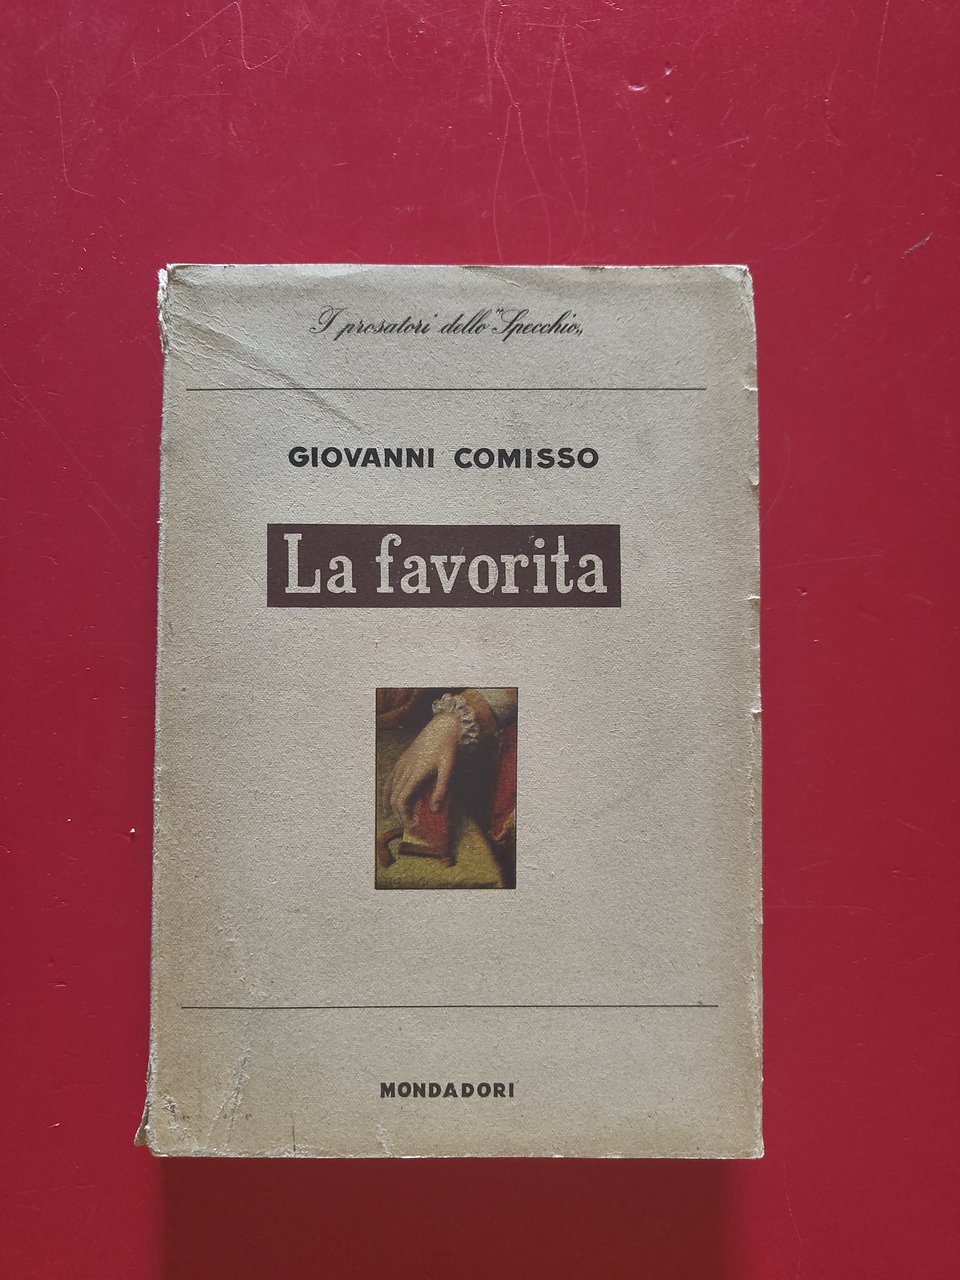 I prosatori dello "Specchio„
GIOVANNI COMISSO
La favorita
MONDADORI